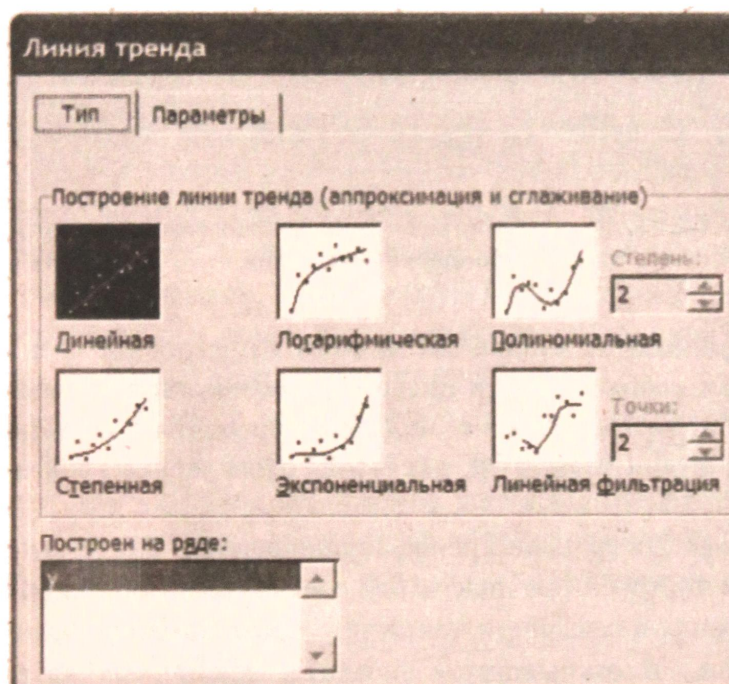 Линия тренда
Тип Параметры
Построение линии тренда (аппроксимация и сглаживание)
Степень:
2
Линейная Логарифмическая Полиномиальная
Точки:
2
Степенная Экспоненциальная Линейная фильтрация
Построен на ряде:
y